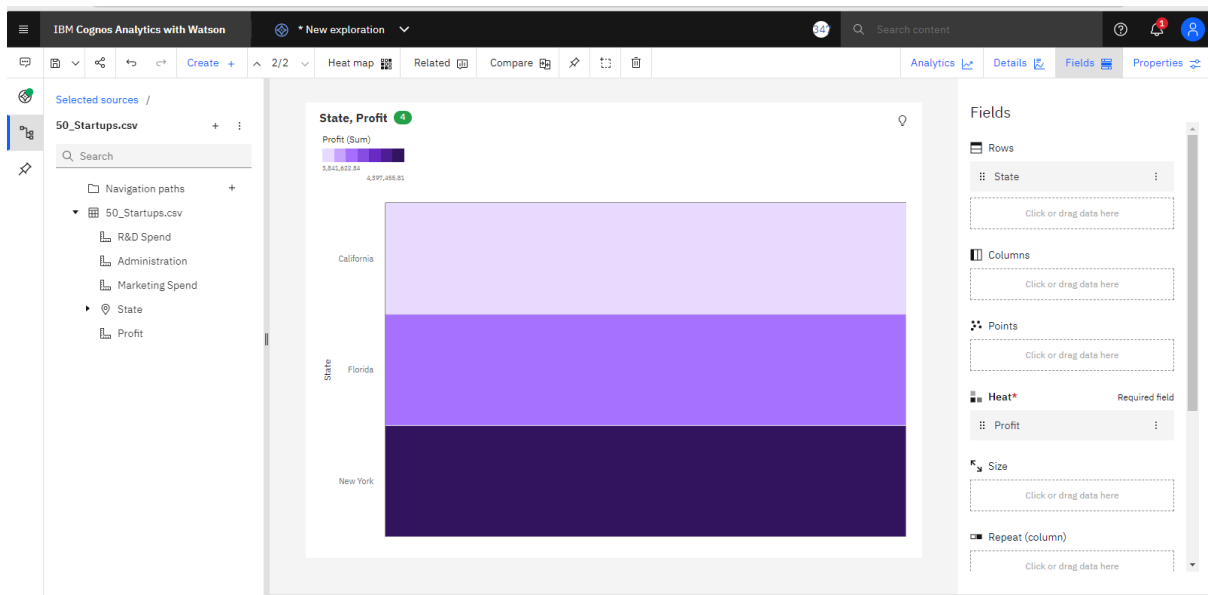 IBM Cognos Analytics with Watson
* New exploration
Search content
1
Create +
2/2
Heat map
Related
Compare
Analytics
Details
Fields
Properties
Selected sources /
50_Startups.csv
Search
Navigation paths
50_Startups.csv
R&D Spend
Administration
Marketing Spend
State
Profit
State, Profit 4
Profit (Sum)
3,841,622.84
4,397,455.81
State
California
Florida
New York
Fields
Rows
State
Click or drag data here
Columns
Click or drag data here
Points
Click or drag data here
Heat* Required field
Profit
Size
Click or drag data here
Repeat (column)
Click or drag data here